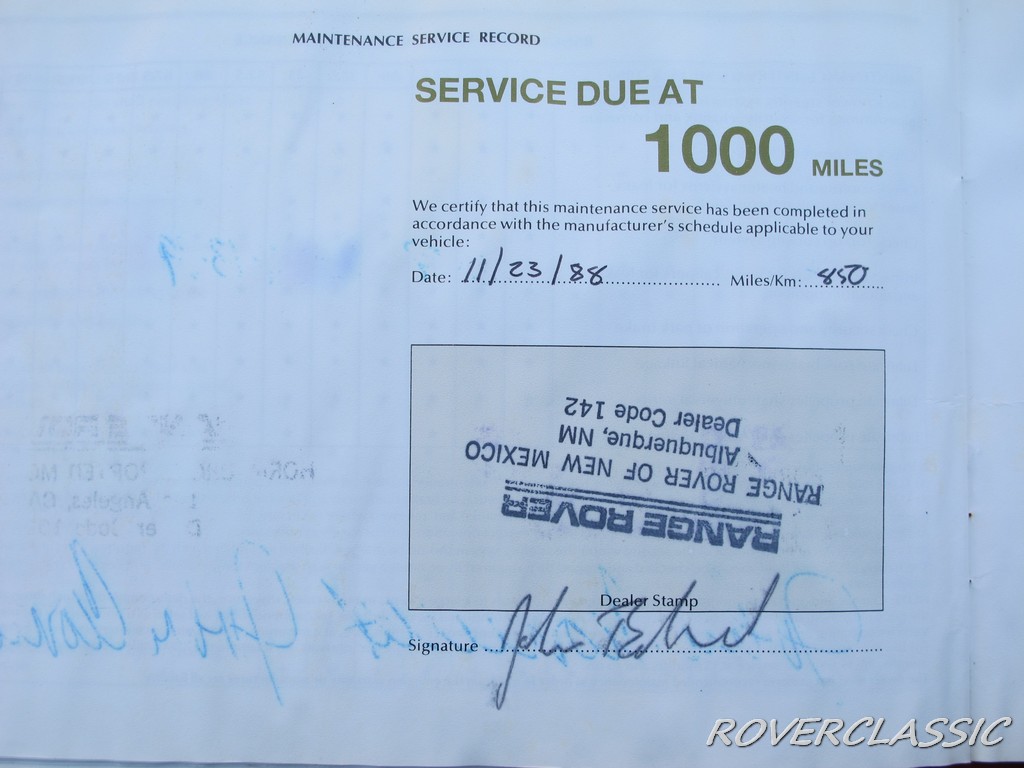 MAINTENANCE SERVICE RECORD
SERVICE DUE AT
1000 MILES
We certify that this maintenance service has been completed in
accordance with the manufacturer's schedule applicable to your
vehicle:
Date: 11/23/88 Miles/Km: 850
RANGE ROVER
RANGE ROVER OF NEW MEXICO
Albuquerque, NM
Dealer Code 142
Dealer Stamp
Signature
ROVERCLASSIC